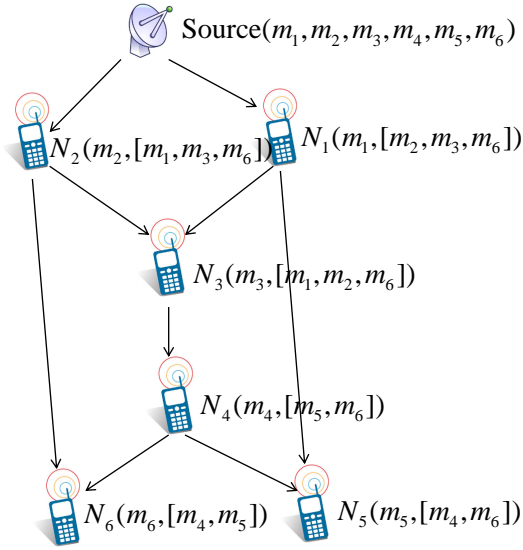 Source(m₁,m₂,m₃,m₄,m₅,m₆)
N₂(m₂,[m₁,m₃,m₆])
N₁(m₁,[m₂,m₃,m₆])
N₃(m₃,[m₁,m₂,m₆])
N₄(m₄,[m₅,m₆])
N₆(m₆,[m₄,m₅])
N₅(m₅,[m₄,m₆])